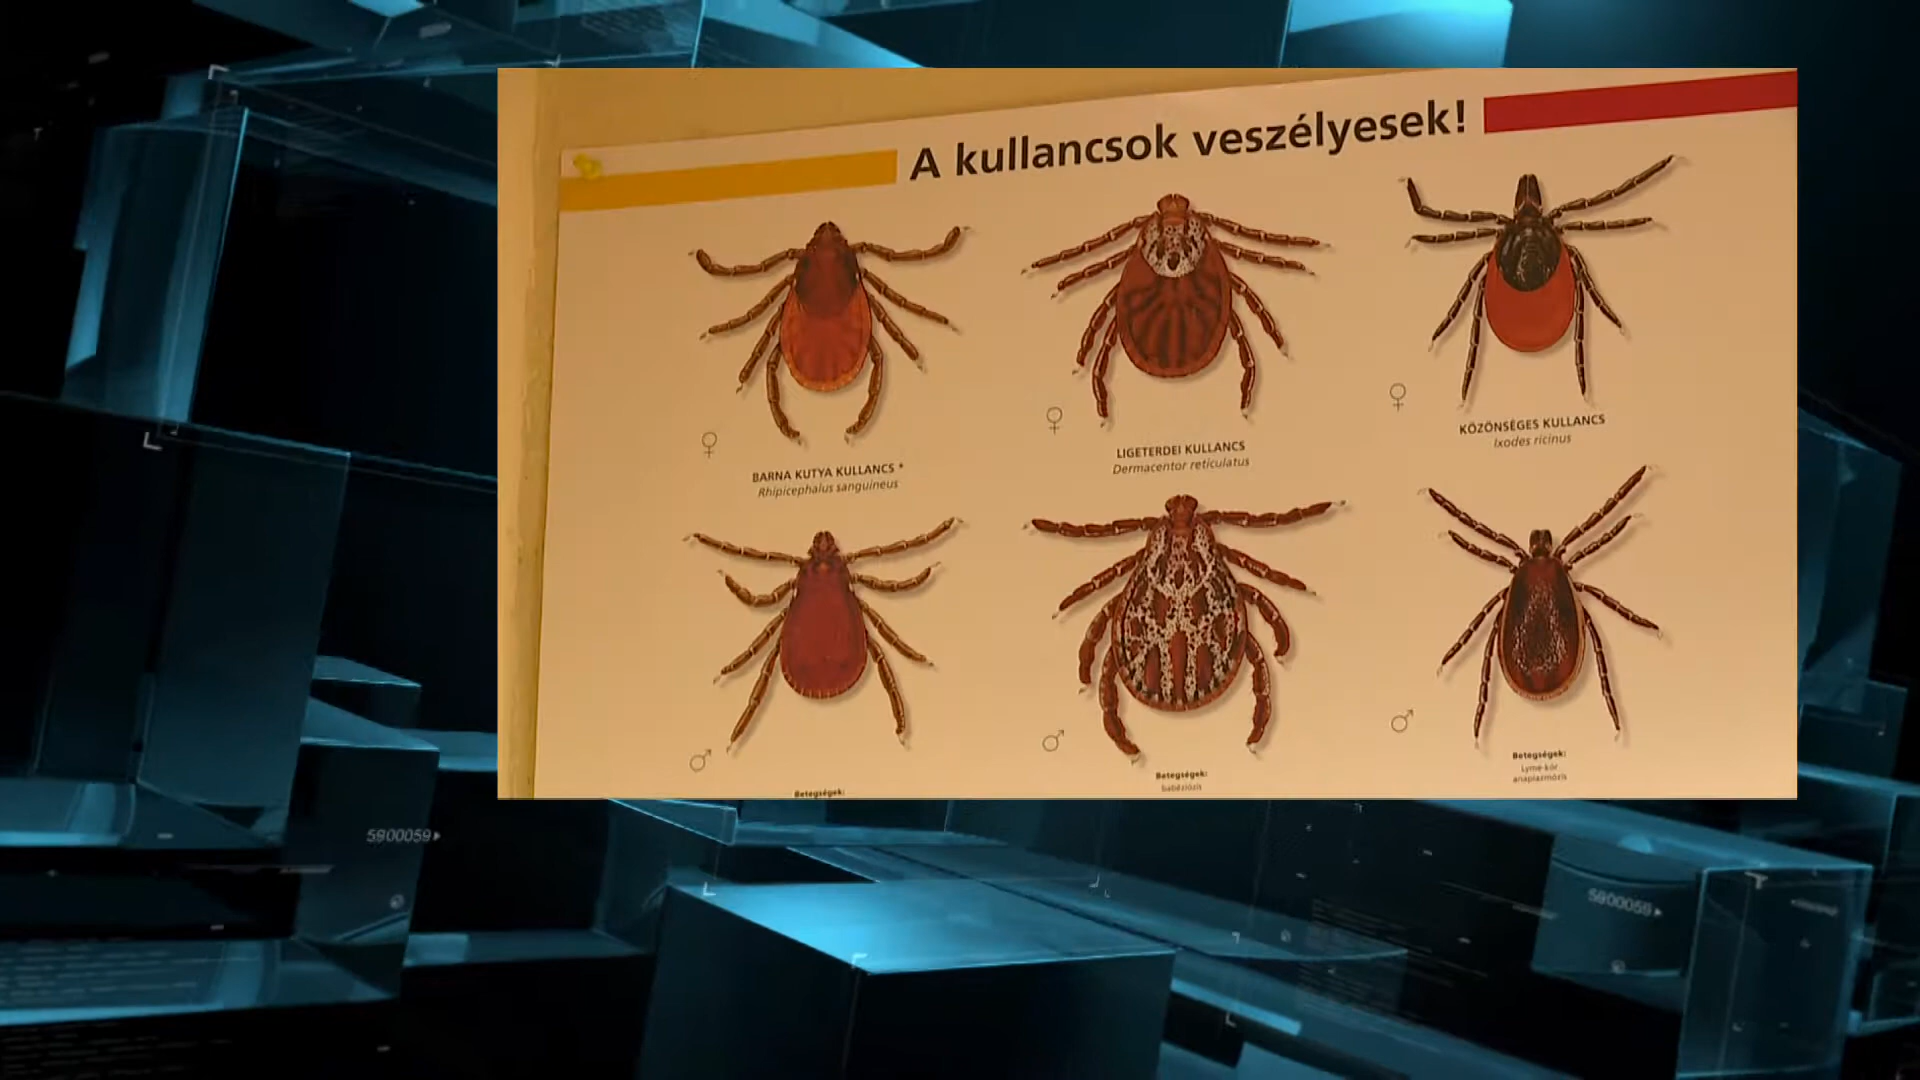 A kullancsok veszélyesek!
BARNA KUTYA KULLANCS *
Rhipicephalus sanguineus
LIGETERDEI KULLANCS
Dermacentor reticulatus
KÖZÖNSÉGES KULLANCS
Ixodes ricinus
Betegségek:
Betegségek:
babéziózis
Betegségek:
Lyme-kór
anaplazmózis
5900059
5900059